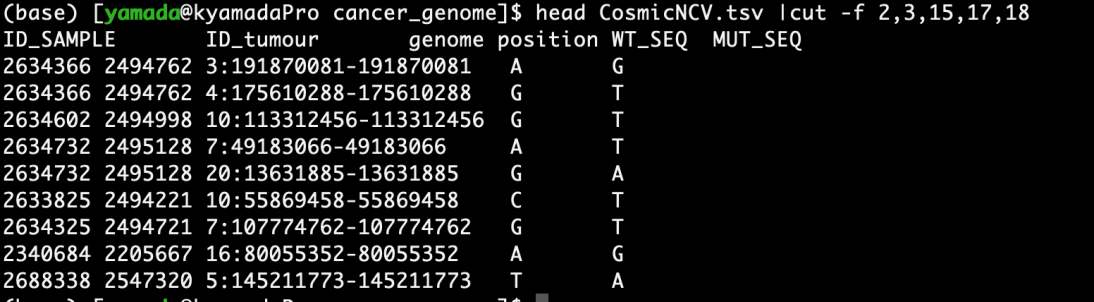 (base) [yamada@kyamadaPro cancer_genome]$ head CosmicNCV.tsv |cut -f 2,3,15,17,18
ID_SAMPLE ID_tumour genome position WT_SEQ MUT_SEQ
2634366 2494762 3:191870081-191870081 A G
2634366 2494762 4:175610288-175610288 G T
2634602 2494998 10:113312456-113312456 G T
2634732 2495128 7:49183066-49183066 A T
2634732 2495128 20:13631885-13631885 G A
2633825 2494221 10:55869458-55869458 C T
2634325 2494721 7:107774762-107774762 G T
2340684 2205667 16:80055352-80055352 A G
2688338 2547320 5:145211773-145211773 T A